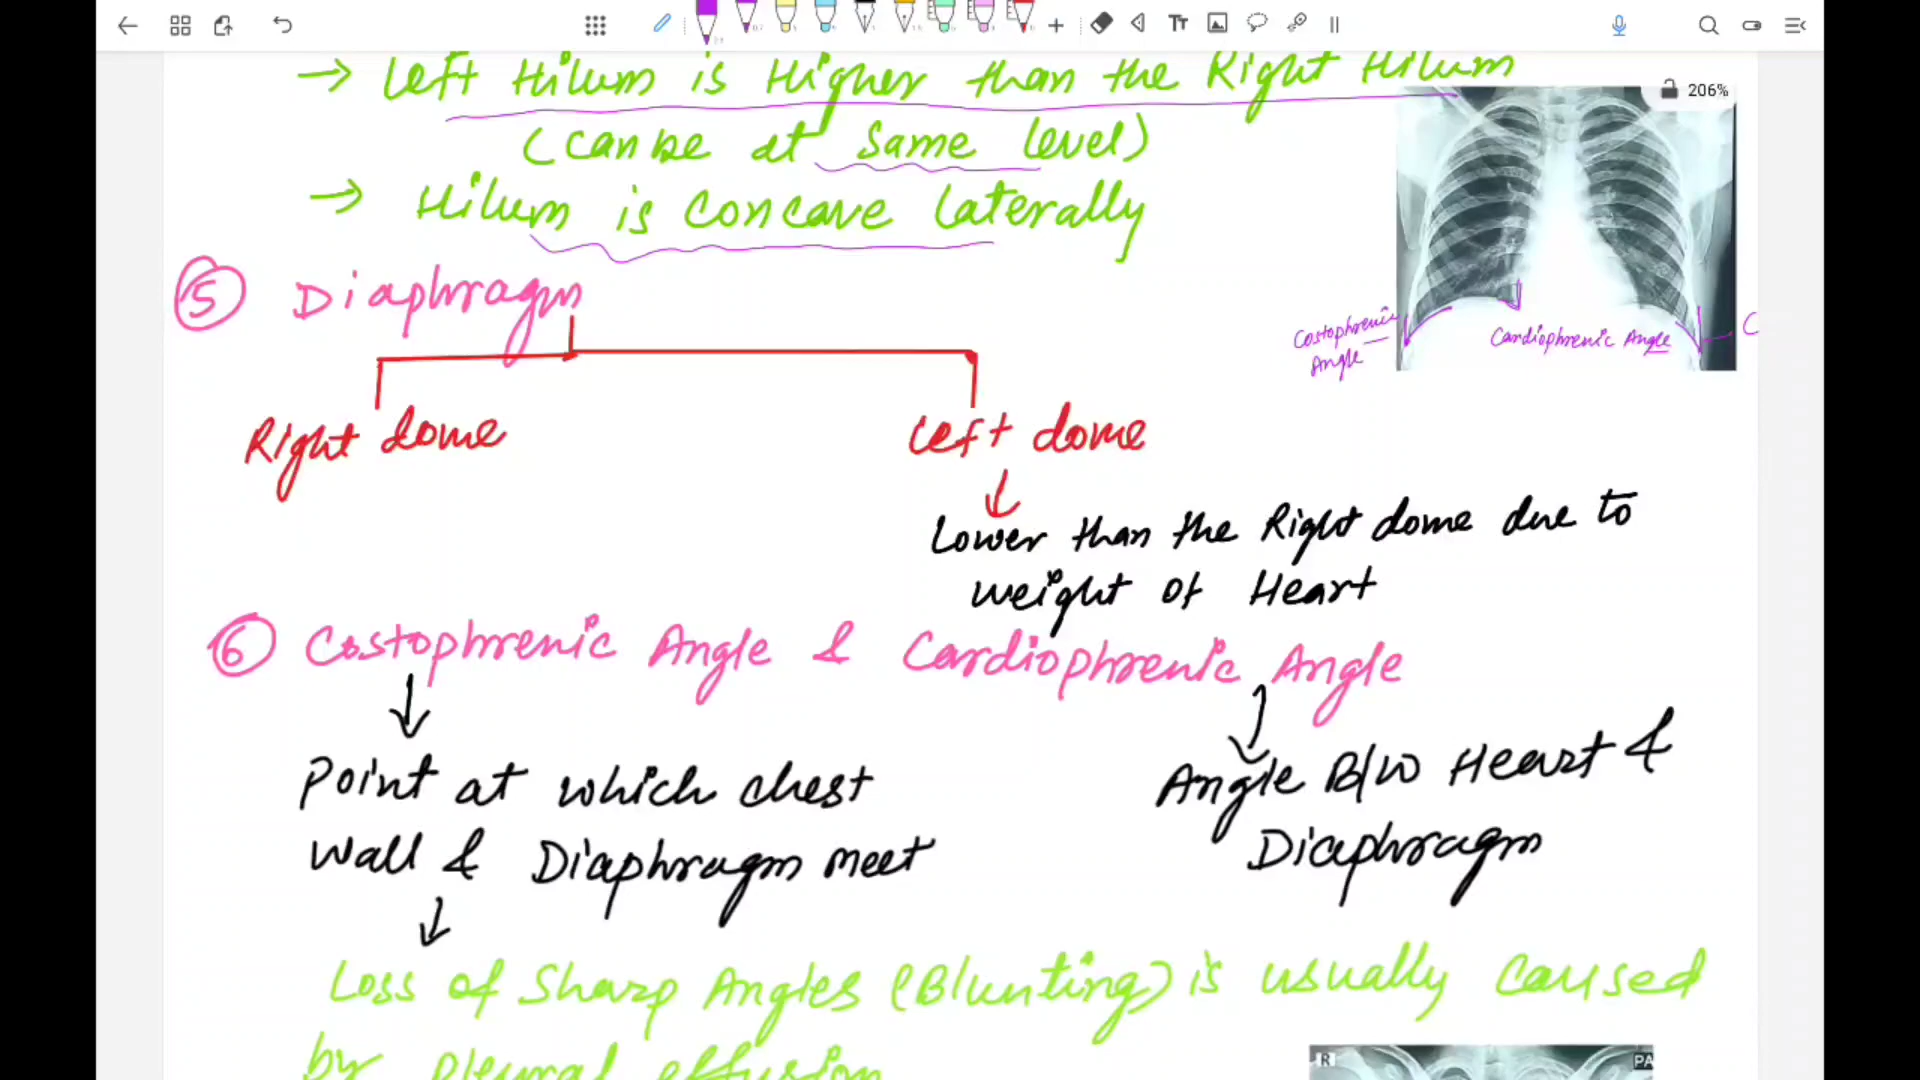 206%
→ Left Hilum is Higher than the Right Hilum
(can be at same level)
→ Hilum is concave laterally
5 Diaphragm
Costophrenic Angle
Cardiophrenic Angle
C
Right dome
Left dome
Lower than the Right dome due to
weight of Heart
6 Costophrenic Angle & Cardiophrenic Angle
Point at which chest
wall & Diaphragm meet
Angle B/W Heart &
Diaphragm
Loss of Sharp Angles (Blunting) is usually caused
by pleural effusion
R
PA